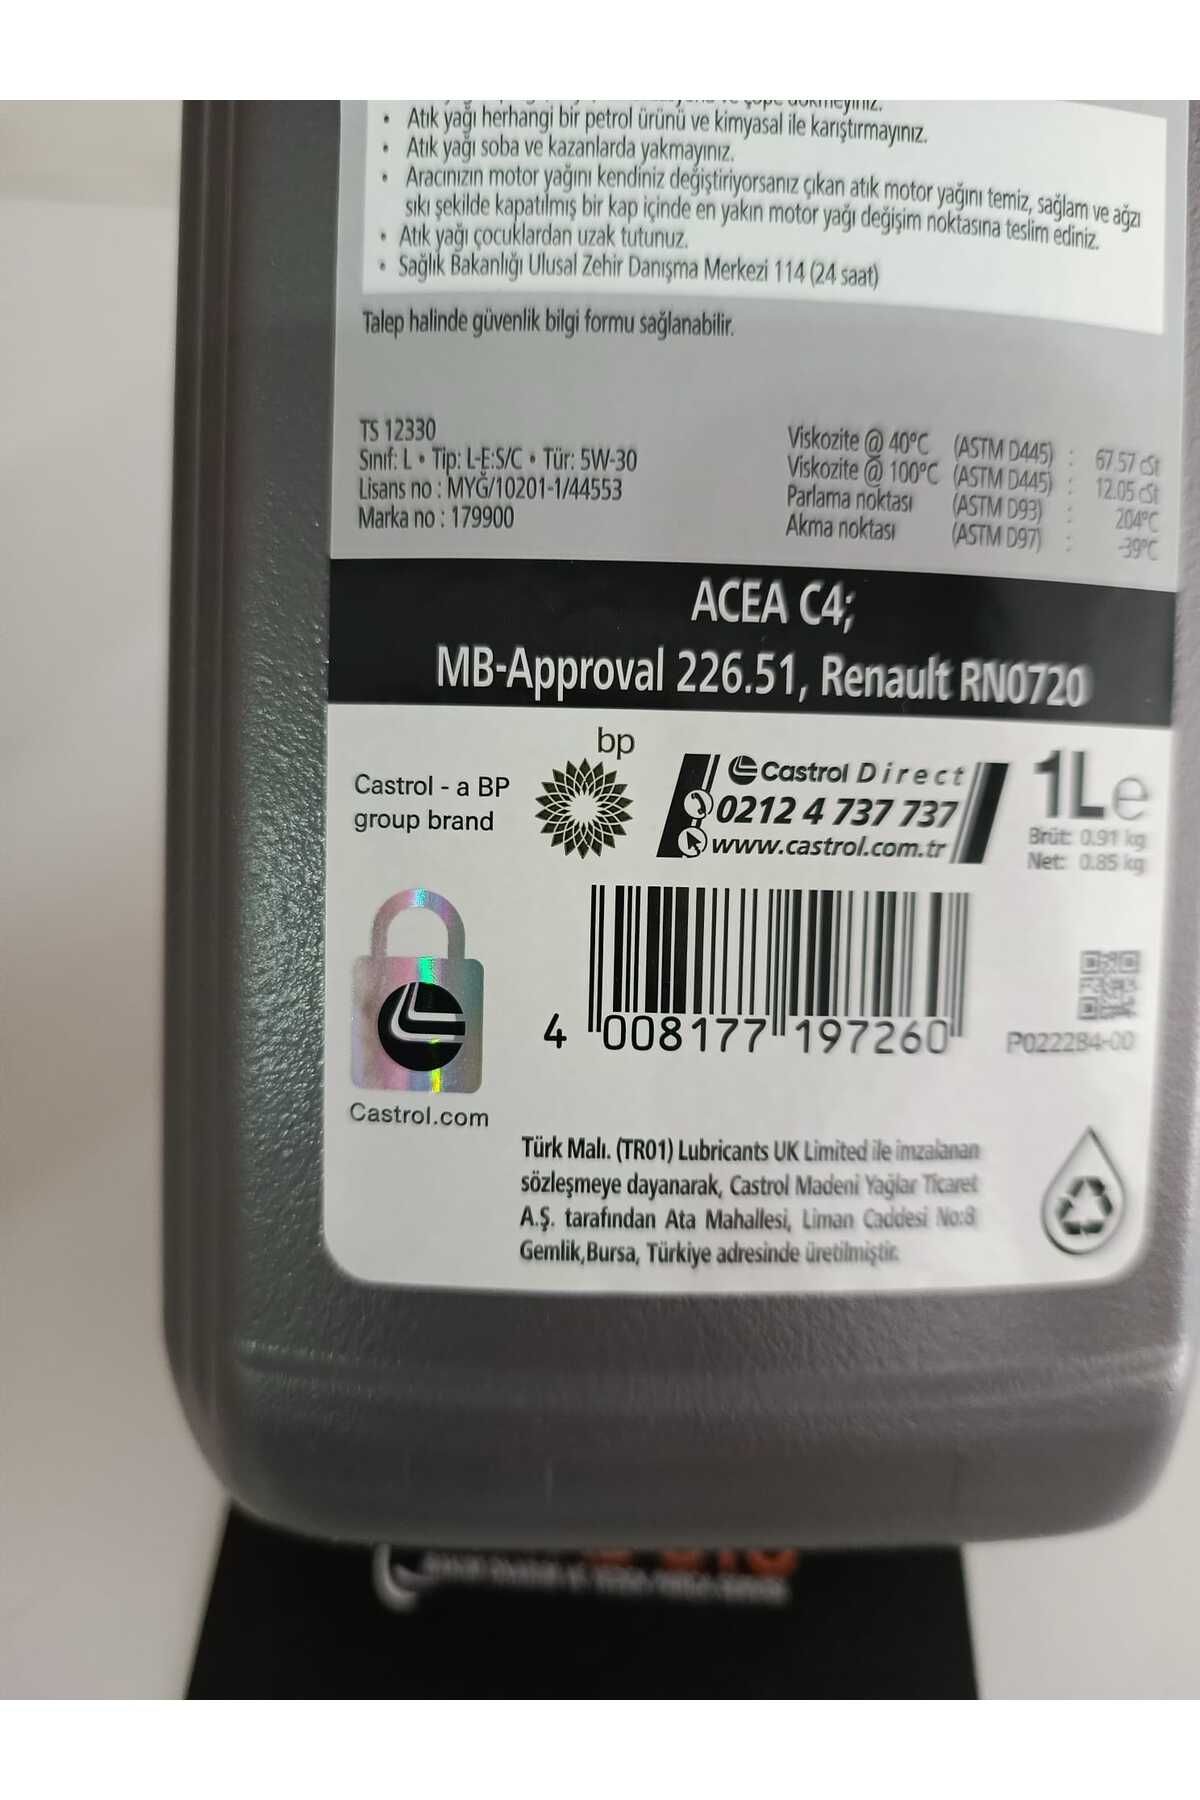 • Atık yağı herhangi bir petrol ürünü ve kimyasal ile karıştırmayınız.
• Atık yağı soba ve kazanlarda yakmayınız.
• Aracınızın motor yağını kendiniz değiştiriyorsanız çıkan atık motor yağını temiz, sağlam ve ağzı
sıkı şekilde kapatılmış bir kap içinde en yakın motor yağı değişim noktasına teslim ediniz.
• Atık yağı çocuklardan uzak tutunuz.
• Sağlık Bakanlığı Ulusal Zehir Danışma Merkezi 114 (24 saat)
Talep halinde güvenlik bilgi formu sağlanabilir.
TS 12330
Sınıf: L • Tip: L-E:S/C • Tür: 5W-30
Lisans no : MYĞ/10201-1/44553
Marka no : 179900
Viskozite @ 40°C (ASTM D445) : 67.57 cSt
Viskozite @ 100°C (ASTM D445) : 12.05 cSt
Parlama noktası (ASTM D93) : 204°C
Akma noktası (ASTM D97) : -39°C
ACEA C4;
MB-Approval 226.51, Renault RN0720
Castrol - a BP
group brand
bp
Castrol Direct
0212 4 737 737
www.castrol.com.tr
1L e
Brüt: 0.91 kg
Net: 0.85 kg
4 008177 197260
P0222B4-00
Castrol.com
Türk Malı. (TR01) Lubricants UK Limited ile imzalanan
sözleşmeye dayanarak, Castrol Madeni Yağlar Ticaret
A.Ş. tarafından Ata Mahallesi, Liman Caddesi No:8
Gemlik,Bursa, Türkiye adresinde üretilmiştir.